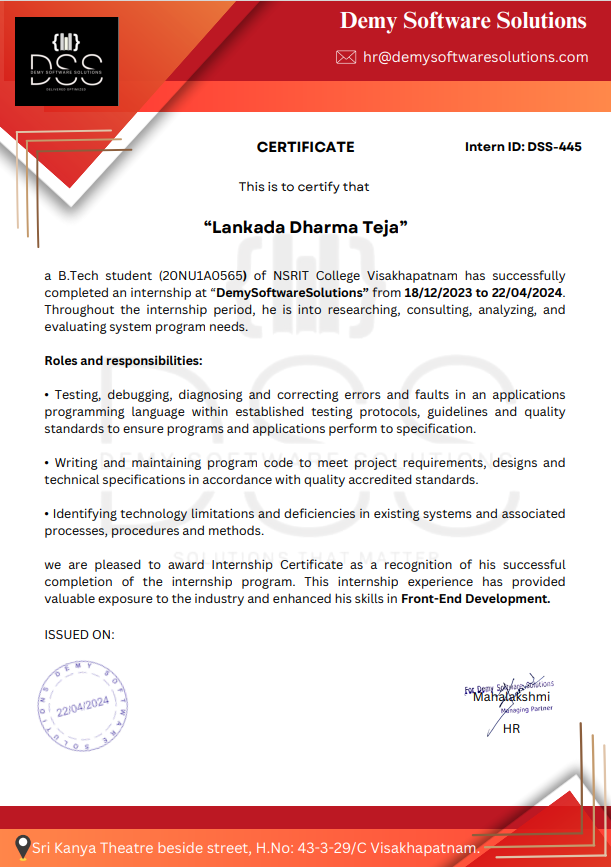 Demy Software Solutions
hr@demysoftwaresolutions.com
{|||}
DSS
DEMY SOFTWARE SOLUTIONS
DELIVERED OPTIMIZED
CERTIFICATE
Intern ID: DSS-445
This is to certify that
“Lankada Dharma Teja”
a B.Tech student (20NU1A0565) of NSRIT College Visakhapatnam has successfully
completed an internship at “DemySoftwareSolutions” from 18/12/2023 to 22/04/2024.
Throughout the internship period, he is into researching, consulting, analyzing, and
evaluating system program needs.
Roles and responsibilities:
• Testing, debugging, diagnosing and correcting errors and faults in an applications
programming language within established testing protocols, guidelines and quality
standards to ensure programs and applications perform to specification.
• Writing and maintaining program code to meet project requirements, designs and
technical specifications in accordance with quality accredited standards.
• Identifying technology limitations and deficiencies in existing systems and associated
processes, procedures and methods.
we are pleased to award Internship Certificate as a recognition of his successful
completion of the internship program. This internship experience has provided
valuable exposure to the industry and enhanced his skills in Front-End Development.
DSS
DEMY SOFTWARE SOLUTIONS
SOLUTIONS THAT MATTER
ISSUED ON:
DEMY SOFTWARE SOLUTIONS
22/04/2024
For Demy Software Solutions
Mahalakshmi
Managing Partner
HR
Sri Kanya Theatre beside street, H.No: 43-3-29/C Visakhapatnam.